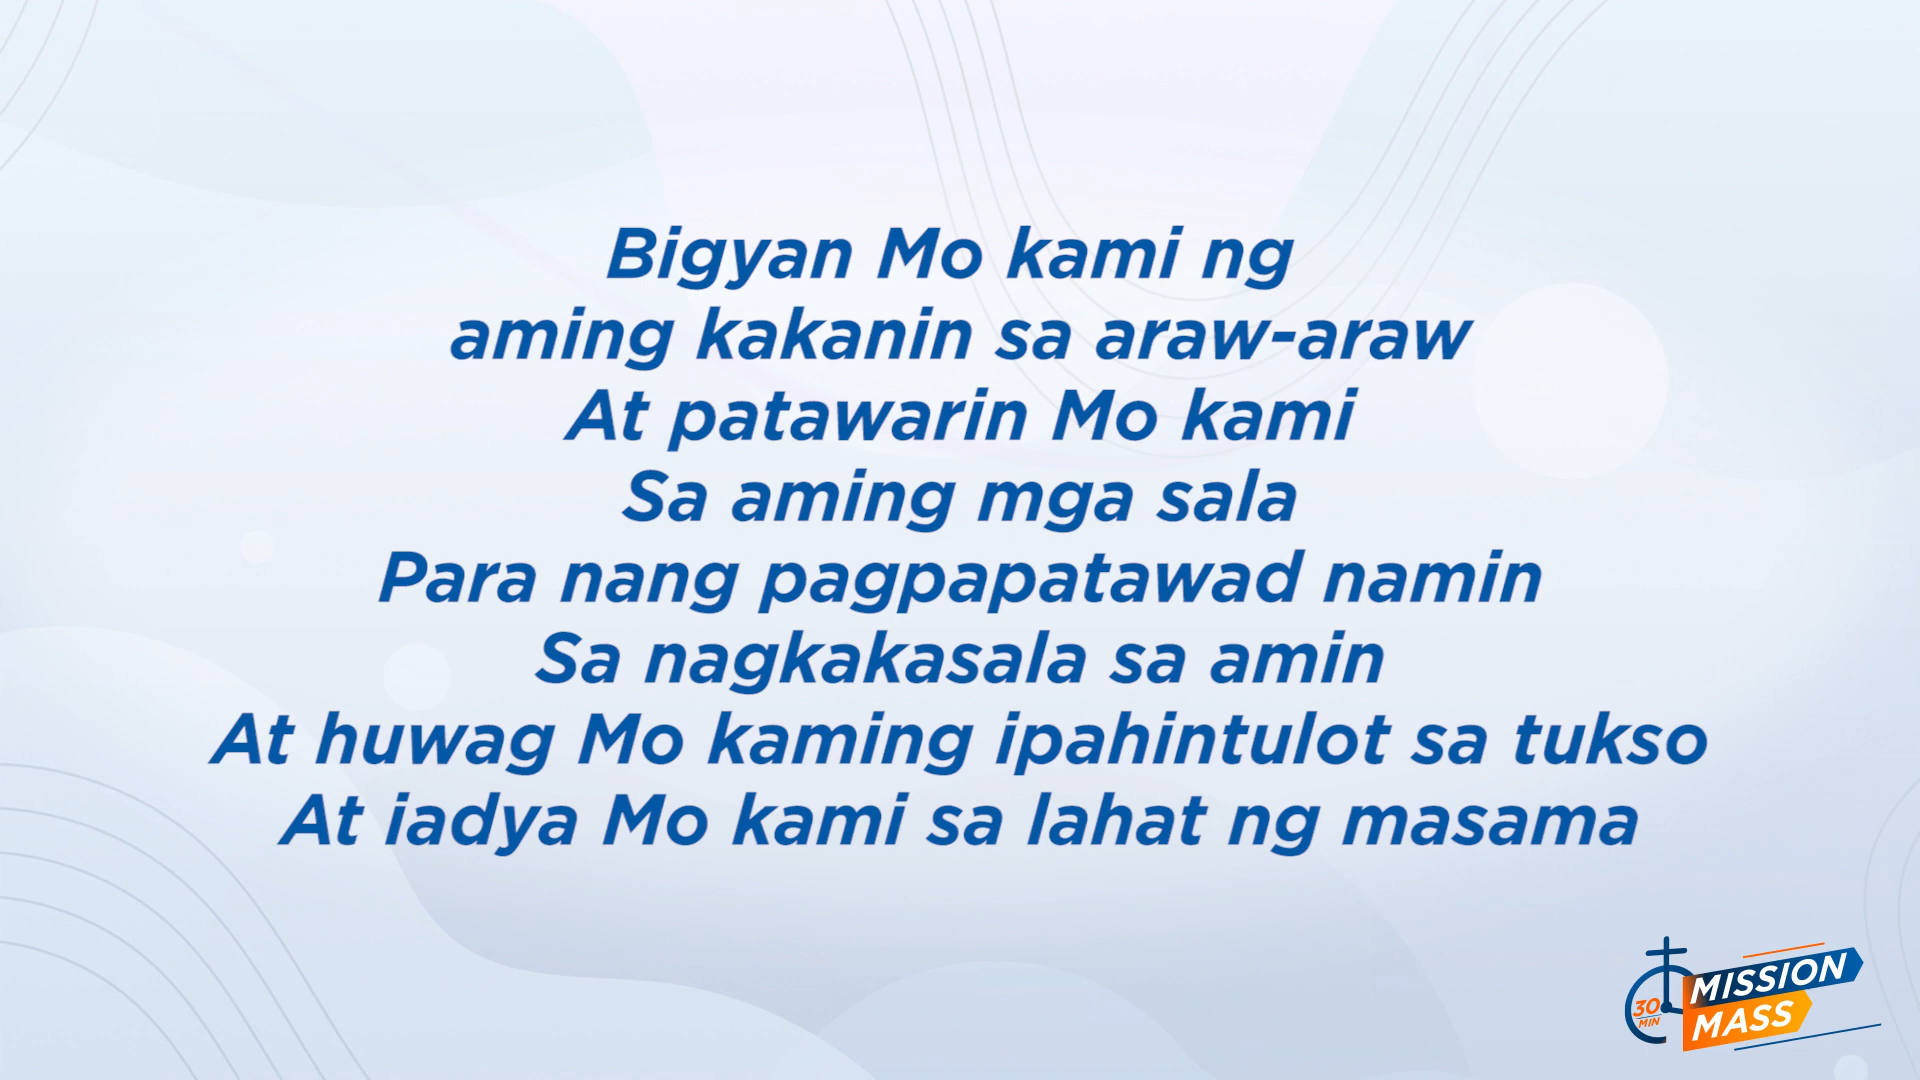 Bigyan Mo kami ng
aming kakanin sa araw-araw
At patawarin Mo kami
Sa aming mga sala
Para nang pagpapatawad namin
Sa nagkakasala sa amin
At huwag Mo kaming ipahintulot sa tukso
At iadya Mo kami sa lahat ng masama
30
MIN
MISSION
MASS